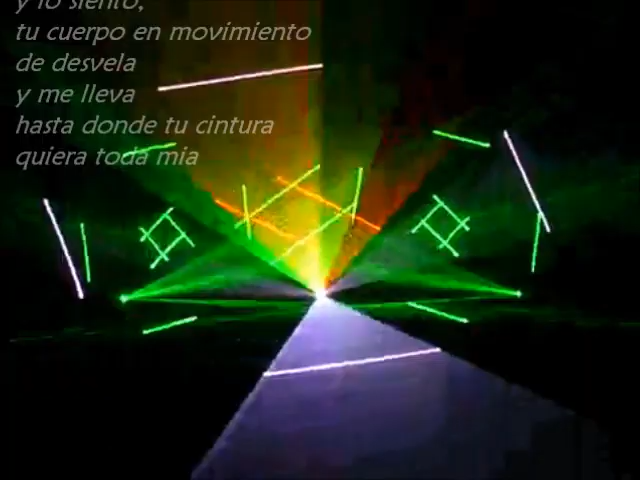 y lo siento,
tu cuerpo en movimiento
de desvela
y me lleva
hasta donde tu cintura
quiera toda mia